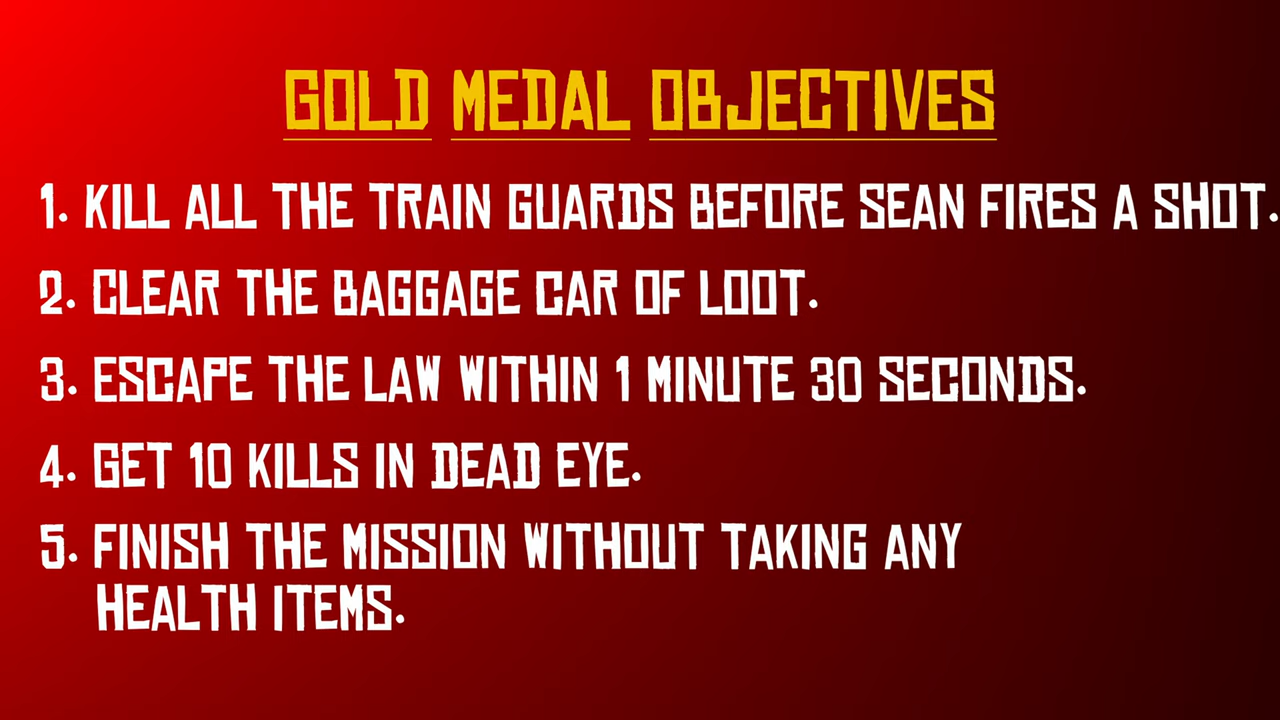 GOLD MEDAL OBJECTIVES
1. KILL ALL THE TRAIN GUARDS BEFORE SEAN FIRES A SHOT.
2. CLEAR THE BAGGAGE CAR OF LOOT.
3. ESCAPE THE LAW WITHIN 1 MINUTE 30 SECONDS.
4. GET 10 KILLS IN DEAD EYE.
5. FINISH THE MISSION WITHOUT TAKING ANY
HEALTH ITEMS.